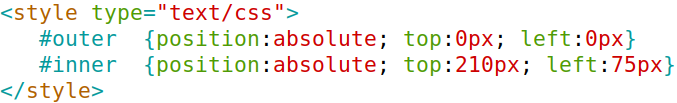 <style type="text/css">
   #outer  {position:absolute; top:0px; left:0px}
   #inner  {position:absolute; top:210px; left:75px}
</style>